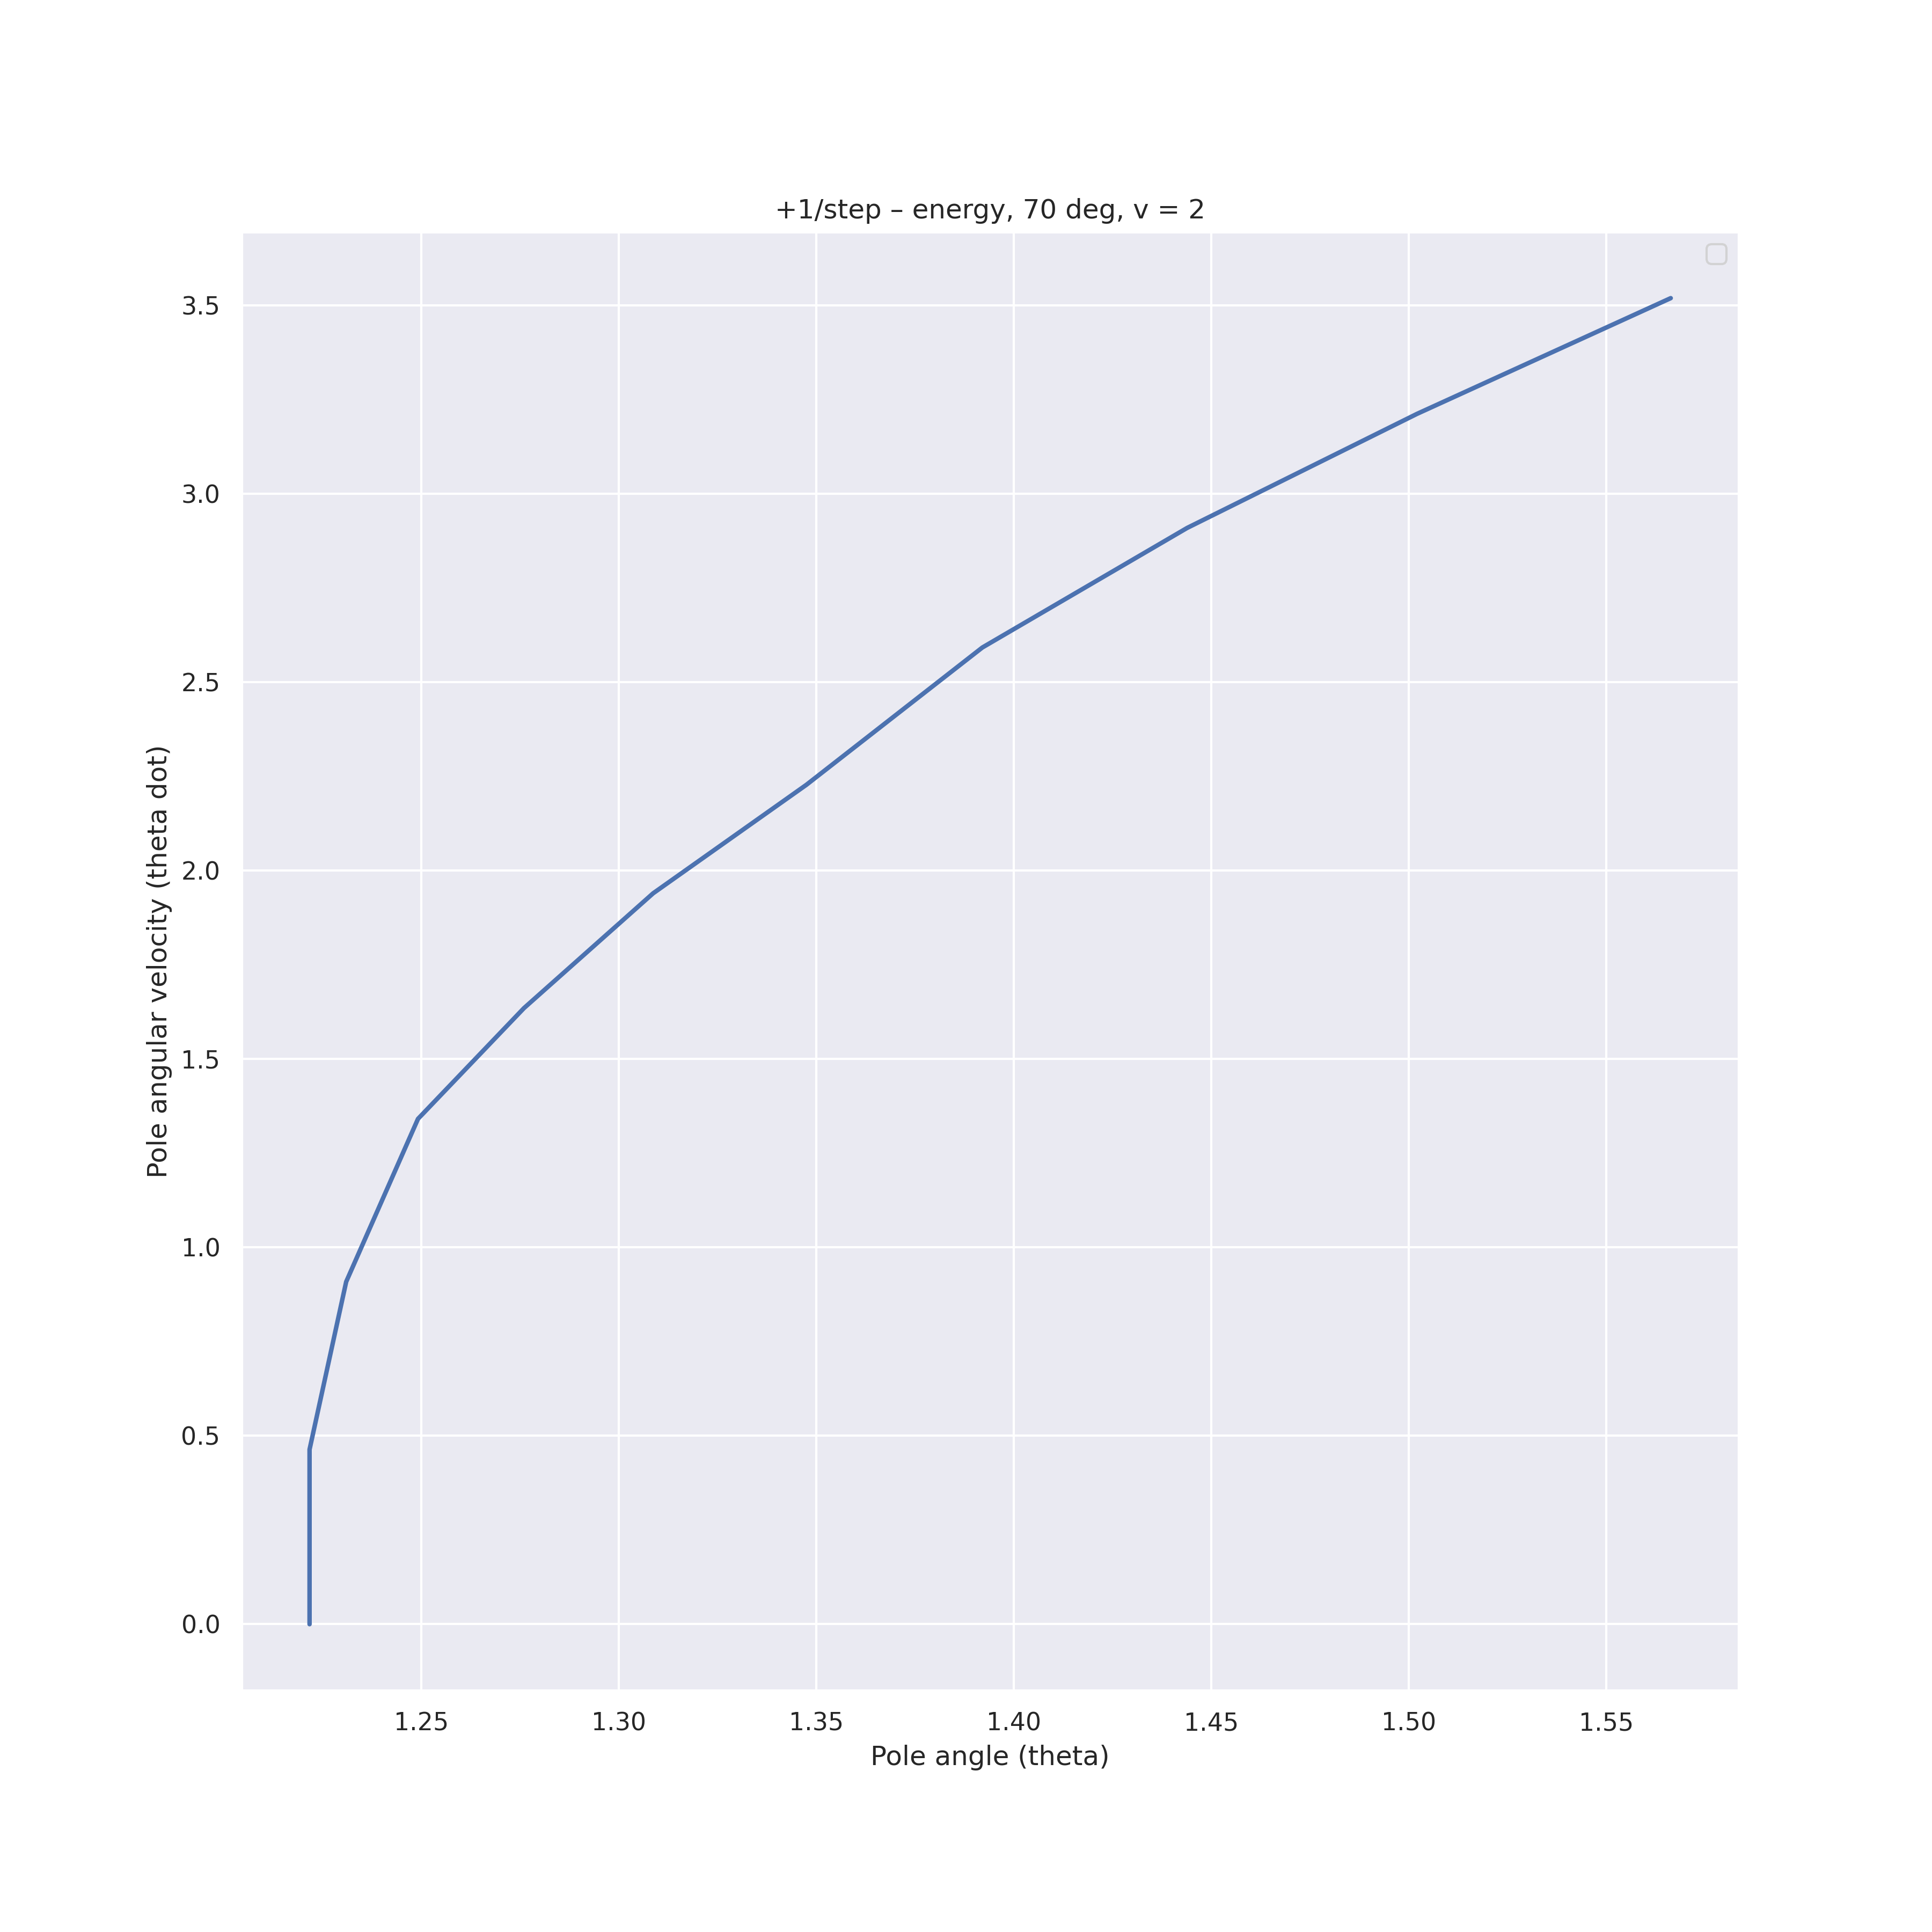 +1/step – energy, 70 deg, v = 2
3.5
3.0
2.5
2.0
1.5
1.0
0.5
0.0
Pole angular velocity (theta dot)
1.25 1.30 1.35 1.40 1.45 1.50 1.55
Pole angle (theta)